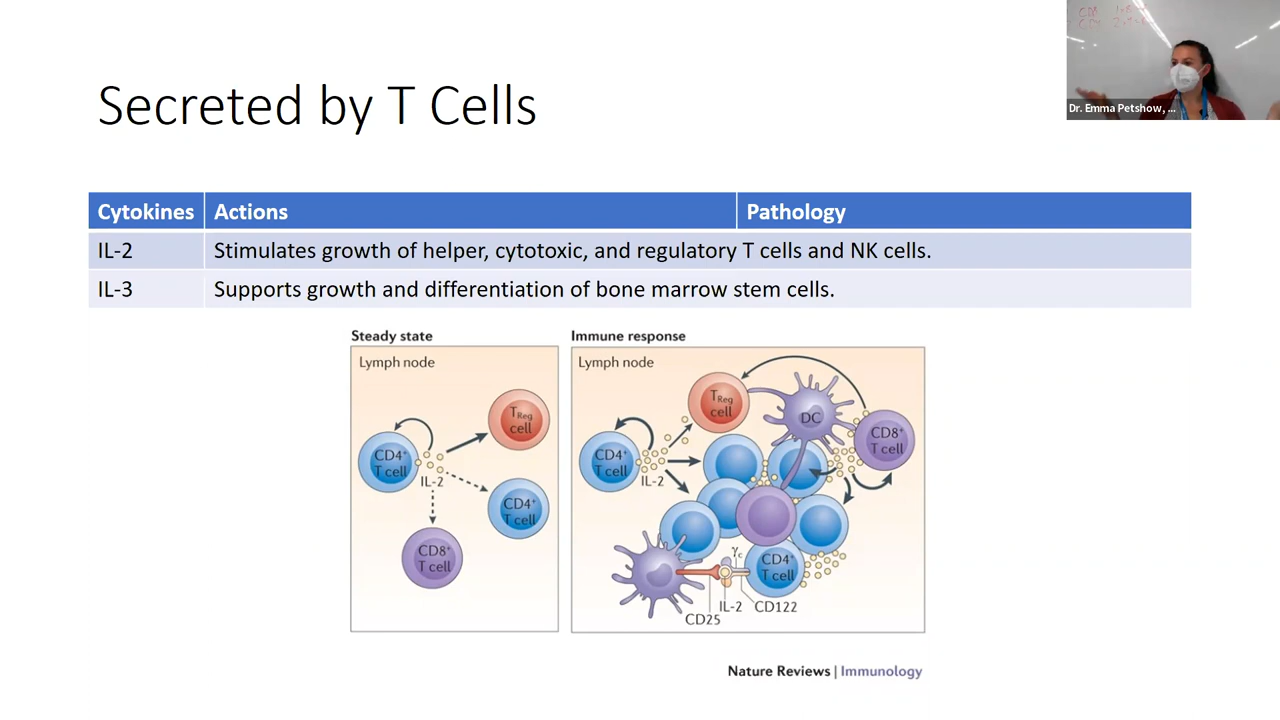 Dr. Emma Petshow, ...
Secreted by T Cells
Cytokines Actions Pathology
IL-2 Stimulates growth of helper, cytotoxic, and regulatory T cells and NK cells.
IL-3 Supports growth and differentiation of bone marrow stem cells.
Steady state
Lymph node
CD4+
T cell
IL-2
TReg
cell
CD4+
T cell
CD8+
T cell
Immune response
Lymph node
TReg
cell
DC
CD8+
T cell
CD4+
T cell
IL-2
γc
CD4+
T cell
IL-2
CD122
CD25
Nature Reviews | Immunology